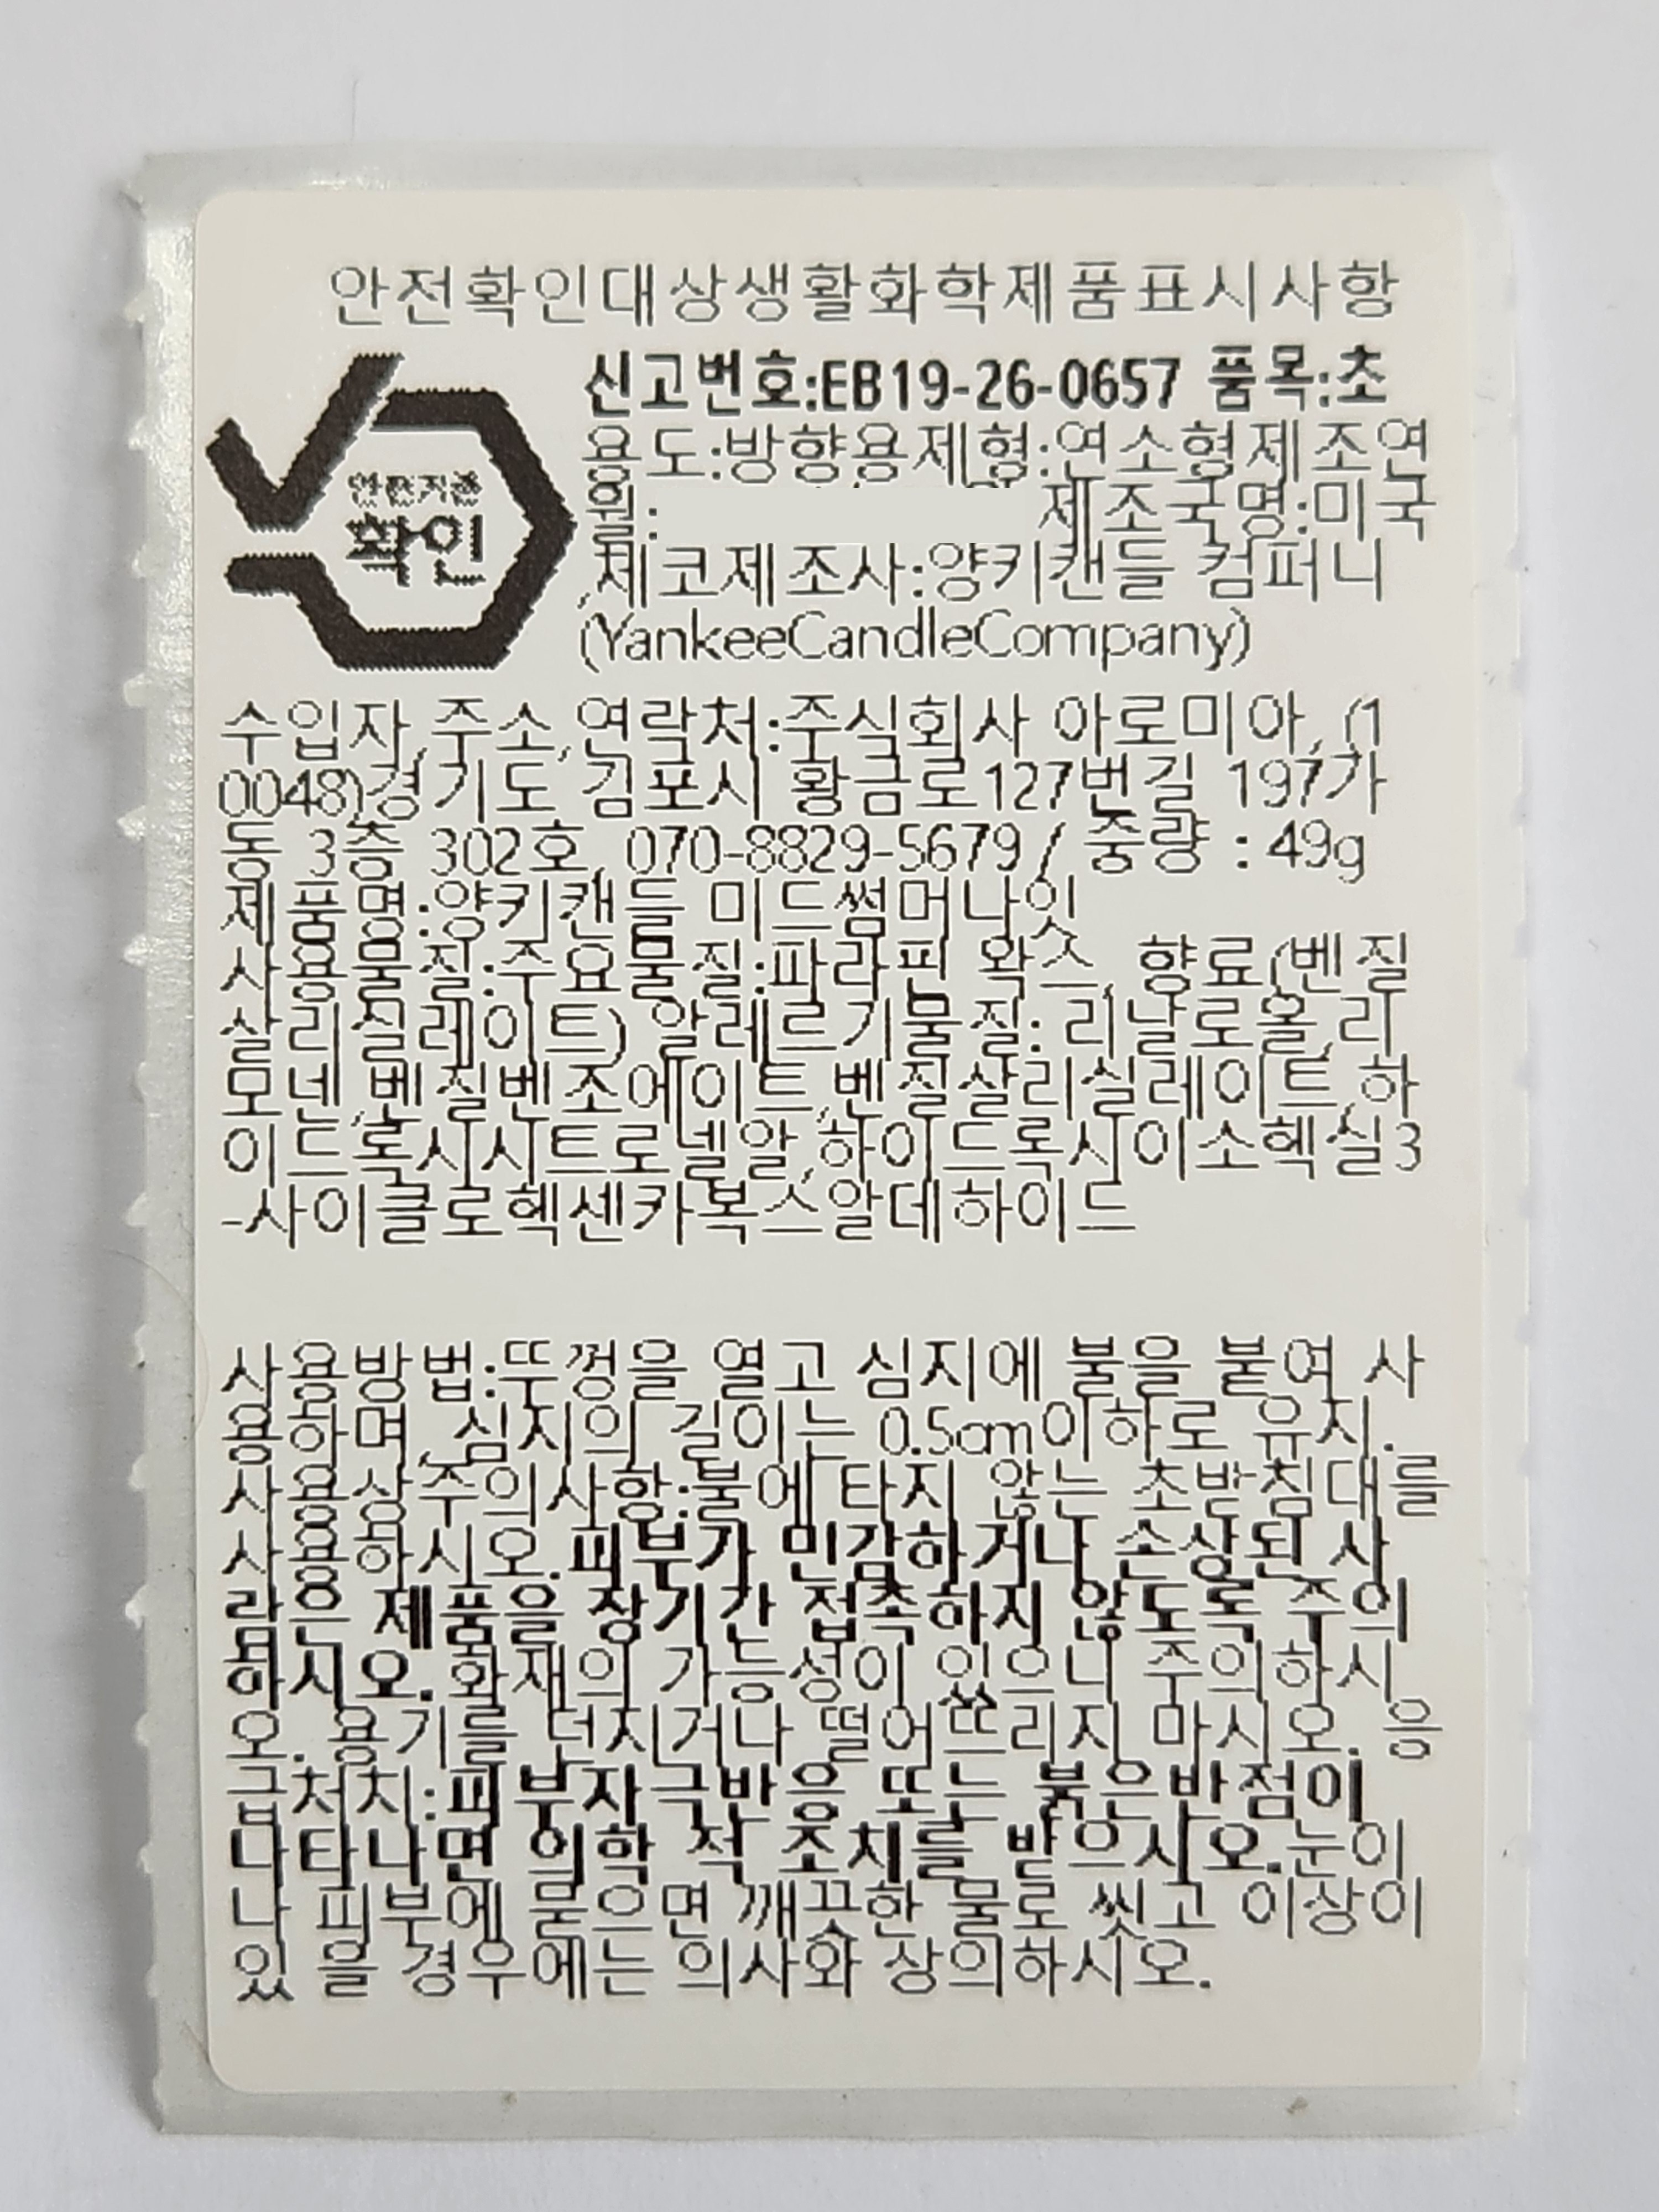 안전확인대상생활화학제품표시사항
신고번호:EB19-26-0657 품목:초
용도:방향용제형:연소형제조연
월: 제조국명:미국
,체코제조사:양키캔들 컴퍼니
(YankeeCandleCompany)
안전기준
확인
수입자,주소,연락처:주식회사 아로미아, (1
0048)경기도 김포시 황금로127번길 197가
동 3층 302호, 070-8829-5679 / 중량 : 49g
제품명:양키캔들 미드썸머나잇
사용물질:주요물질:파라핀 왁스, 향료(벤질
살리실레이트) 알레르기물질: 리날로올,리
모넨,벤질벤조에이트,벤질살리실레이트,하
이드록시시트로넬알,하이드록시이소헥실3
-사이클로헥센카복스알데하이드
사용방법:뚜껑을 열고 심지에 불을 붙여 사
용하며, 심지의 길이는 0.5cm이하로 유지.
사용상주의사항:불에 타지 않는 초받침대를
사용하시오.피부가 민감하거나 손상된 사
람은 제품을 장기간 접촉하지 않도록 주의
하시오. 화재의 가능성이 있으니 주의하시
오. 용기를 던지거나 떨어뜨리지 마시오. 응
급처치:피부자극반응 또는 붉은반점이
나타나면 의학적 조치를 받으시오.눈이
나 피부에 묻으면 깨끗한 물로 씻고 이상이
있 을 경우에는 의사와 상의하시오.